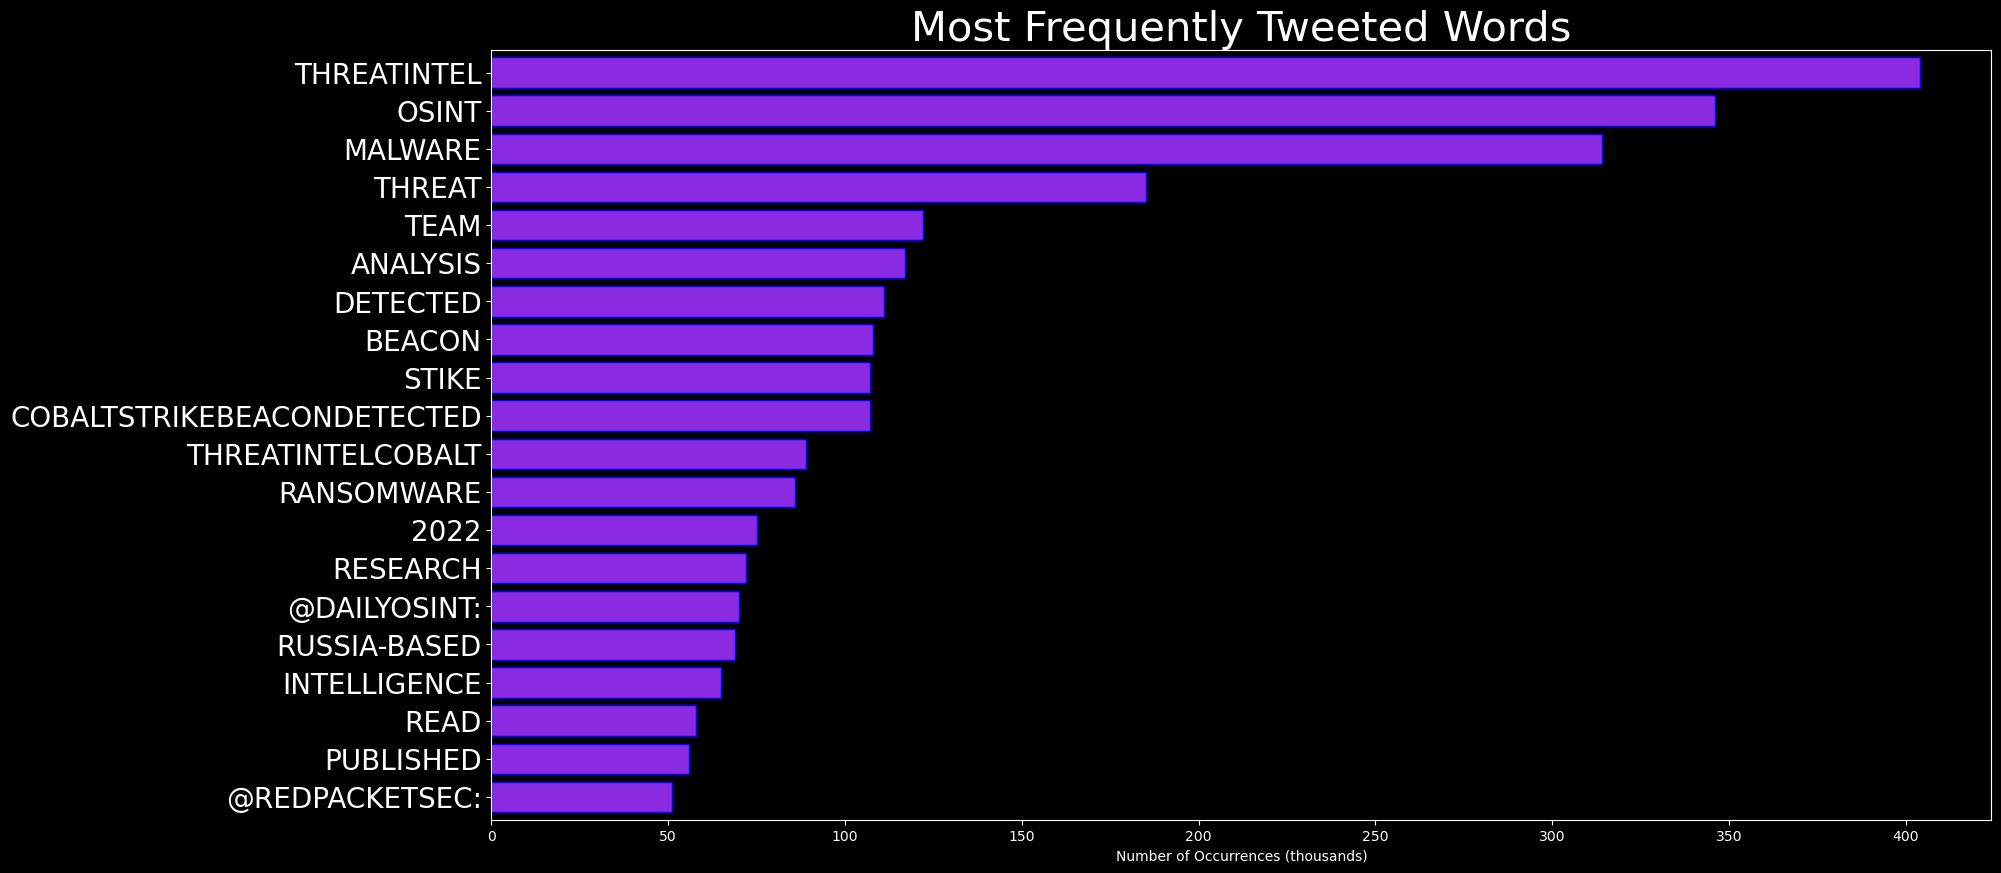 Most Frequently Tweeted Words
THREATINTEL
OSINT
MALWARE
THREAT
TEAM
ANALYSIS
DETECTED
BEACON
STIKE
COBALTSTRIKEBEACONDETECTED
THREATINTELCOBALT
RANSOMWARE
2022
RESEARCH
@DAILYOSINT:
RUSSIA-BASED
INTELLIGENCE
READ
PUBLISHED
@REDPACKETSEC:
0 50 100 150 200 250 300 350 400
Number of Occurrences (thousands)